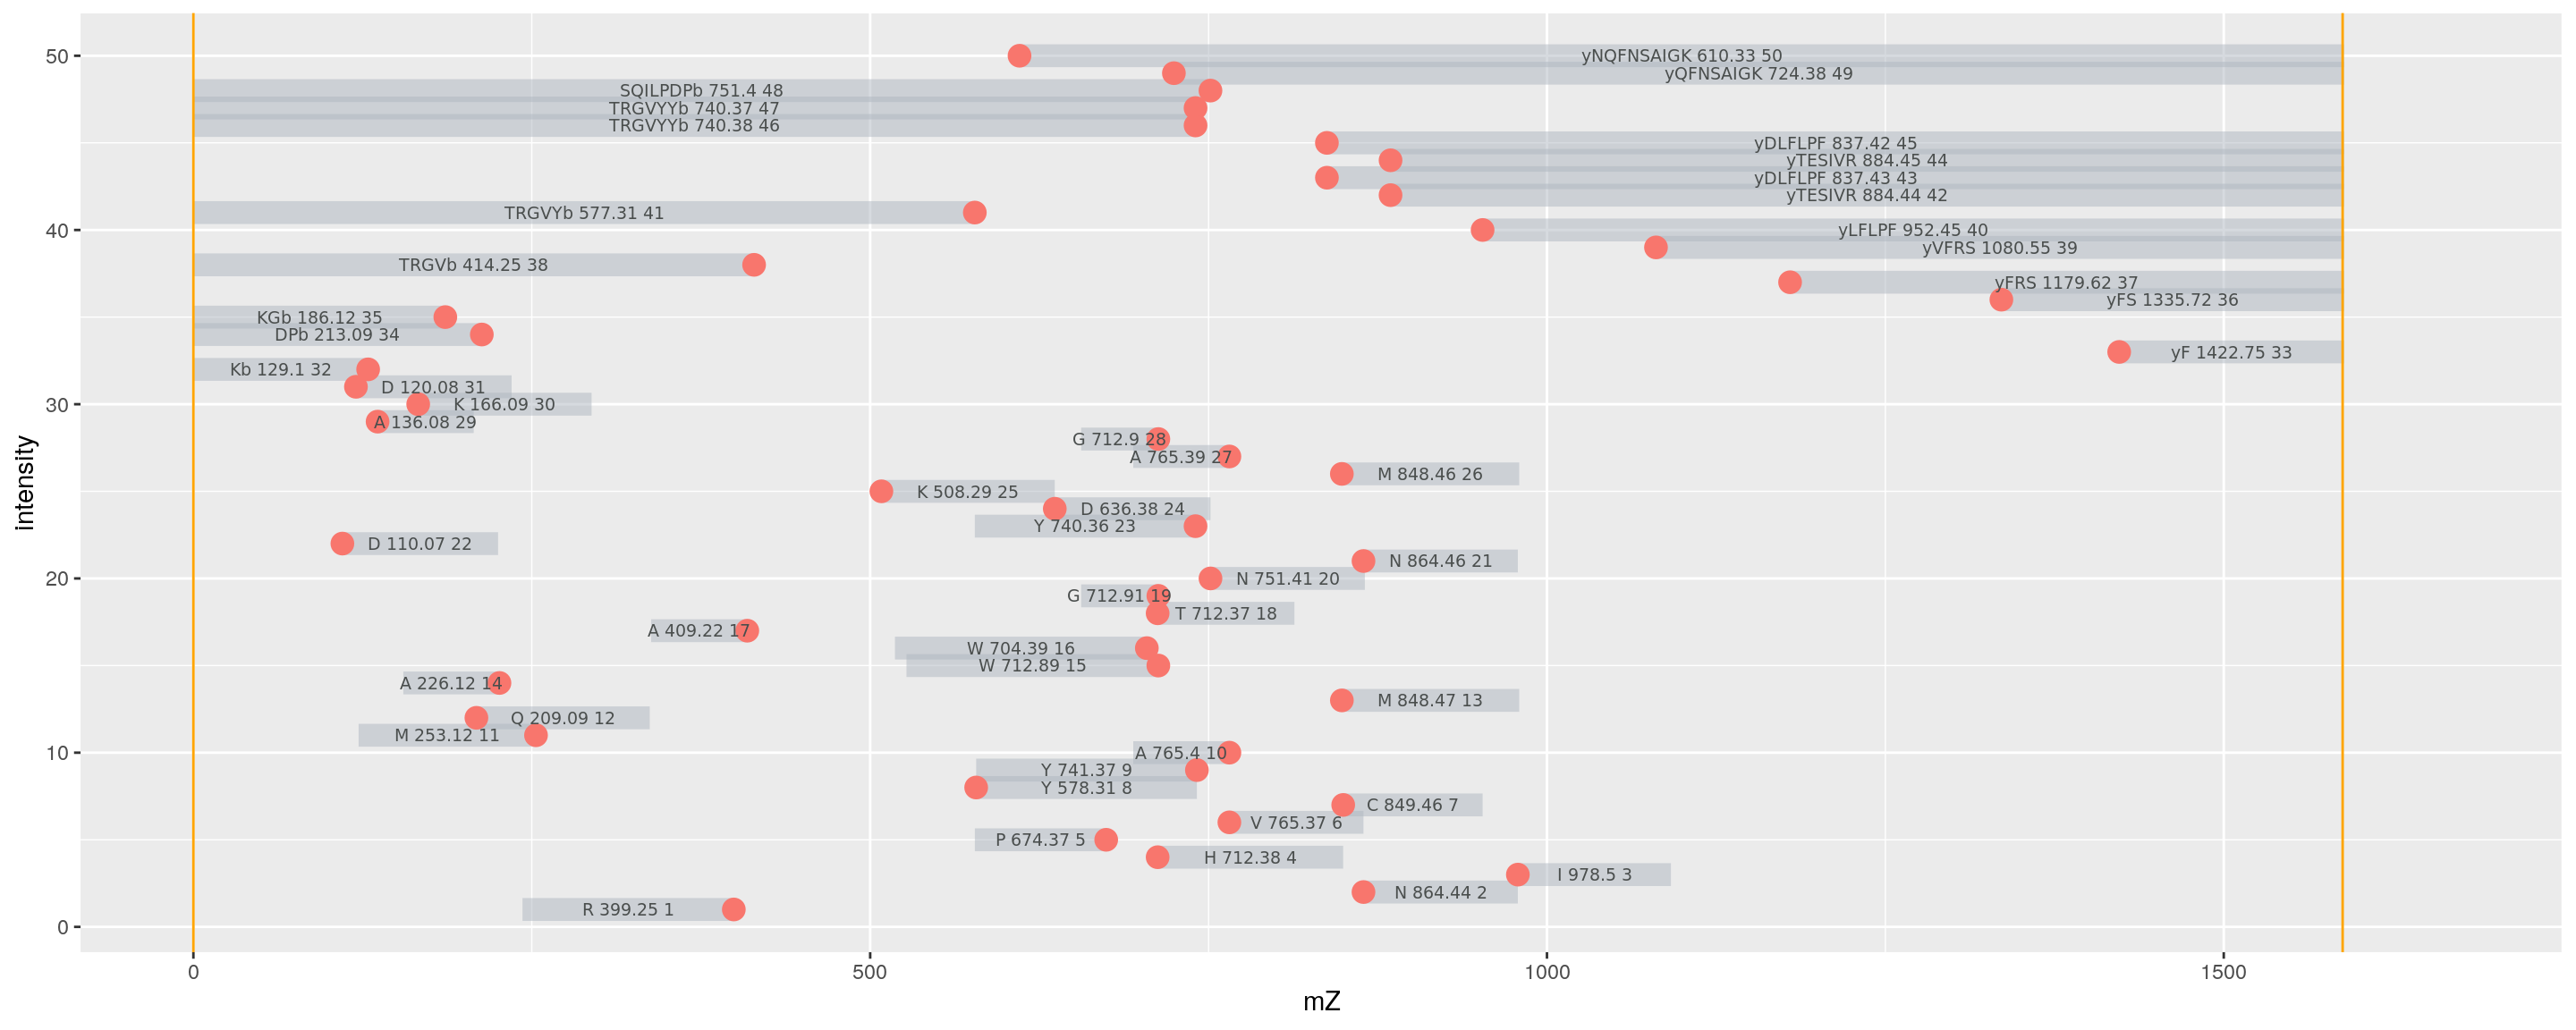 50
yNQFNSAIGK 610.33 50
yQFNSAIGK 724.38 49
SQILPDPb 751.4 48
TRGVYYb 740.37 47
TRGVYYb 740.38 46
yDLFLPF 837.42 45
yTESIVR 884.45 44
yDLFLPF 837.43 43
yTESIVR 884.44 42
TRGVYb 577.31 41
40
yLFLPF 952.45 40
yVFRS 1080.55 39
TRGVb 414.25 38
yFRS 1179.62 37
yFS 1335.72 36
KGb 186.12 35
DPb 213.09 34
yF 1422.75 33
Kb 129.1 32
D 120.08 31
30
K 166.09 30
A 136.08 29
G 712.9 28
A 765.39 27
M 848.46 26
K 508.29 25
D 636.38 24
Y 740.36 23
D 110.07 22
N 864.46 21
20
N 751.41 20
G 712.91 19
T 712.37 18
A 409.22 17
W 704.39 16
W 712.89 15
A 226.12 14
M 848.47 13
Q 209.09 12
M 253.12 11
10
A 765.4 10
Y 741.37 9
Y 578.31 8
C 849.46 7
V 765.37 6
P 674.37 5
H 712.38 4
I 978.5 3
N 864.44 2
R 399.25 1
0
intensity
0 500 1000 1500
mZ